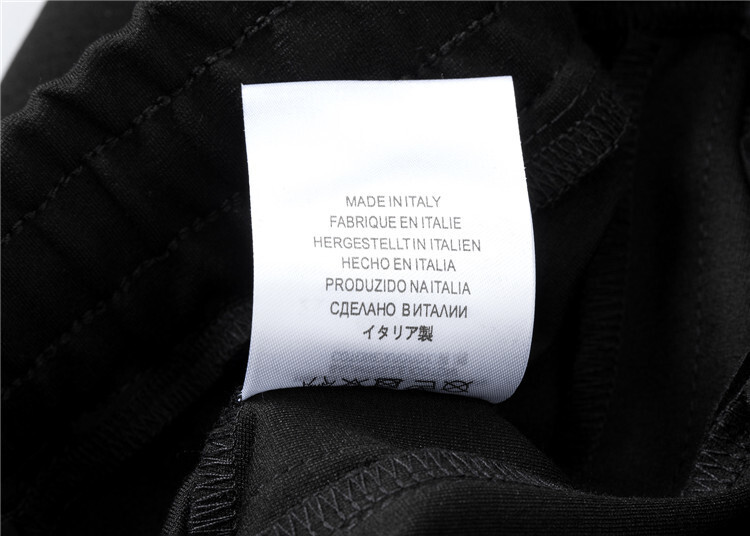 MADE IN ITALY
FABRIQUE EN ITALIE
HERGESTELLT IN ITALIEN
HECHO EN ITALIA
PRODUZIDO NA ITALIA
СДЕЛАНО В ИТАЛИИ
イタリア製